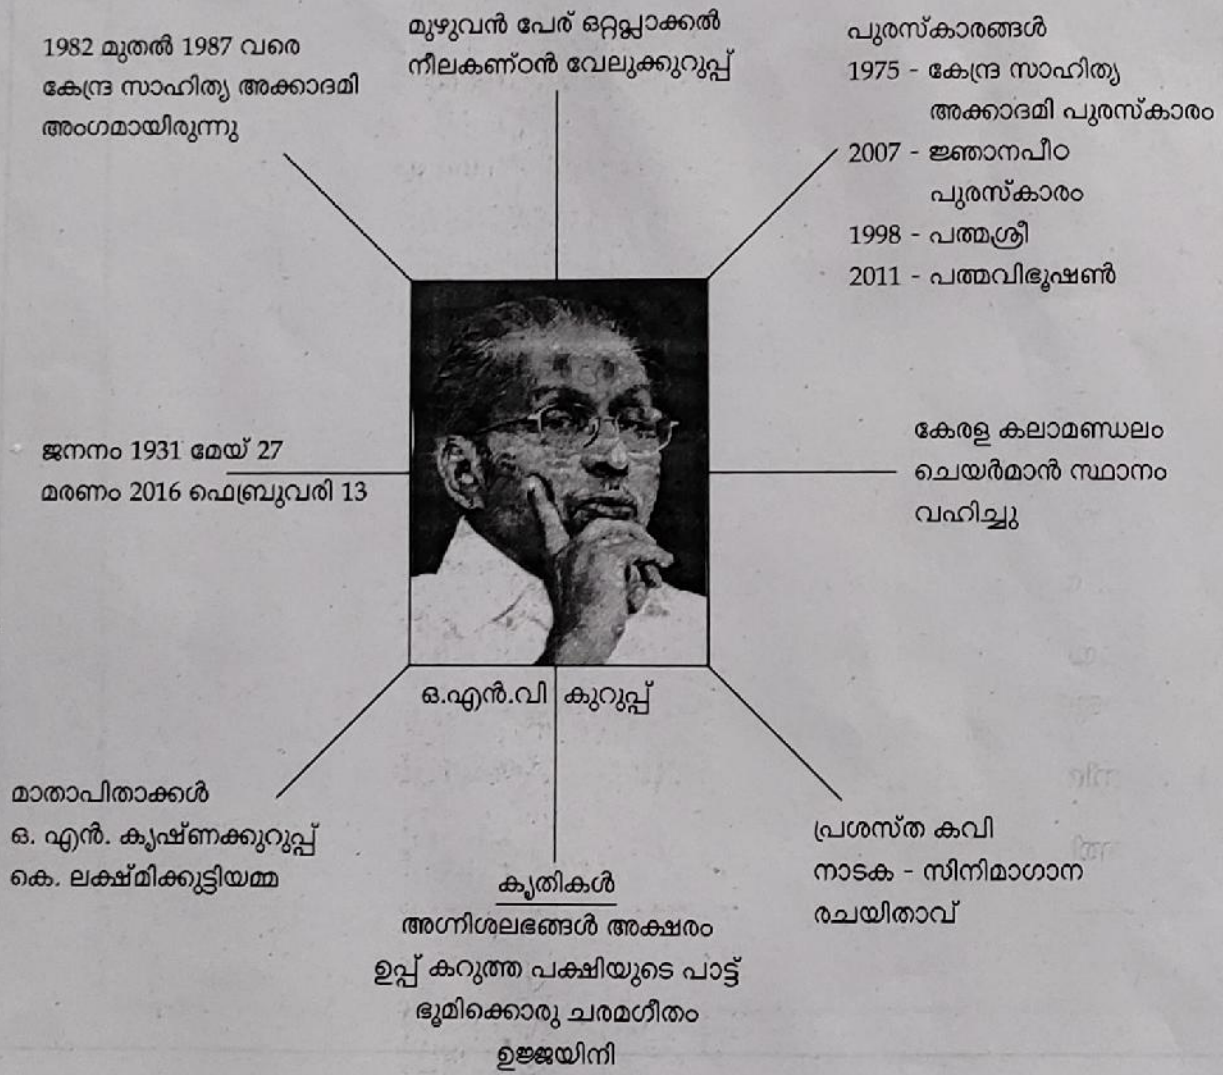 1982 മുതൽ 1987 വരെ
കേന്ദ്ര സാഹിത്യ അക്കാദമി
അംഗമായിരുന്നു
മുഴുവൻ പേര് ഒറ്റപ്ലാക്കൽ
നീലകണ്ഠൻ വേലുക്കുറുപ്പ്
പുരസ്കാരങ്ങൾ
1975 - കേന്ദ്ര സാഹിത്യ
അക്കാദമി പുരസ്കാരം
2007 - ജ്ഞാനപീഠ
പുരസ്കാരം
1998 - പത്മശ്രീ
2011 - പത്മവിഭൂഷൺ
ജനനം 1931 മേയ് 27
മരണം 2016 ഫെബ്രുവരി 13
കേരള കലാമണ്ഡലം
ചെയർമാൻ സ്ഥാനം
വഹിച്ചു
ഒ.എൻ.വി കുറുപ്പ്
മാതാപിതാക്കൾ
ഒ. എൻ. കൃഷ്ണക്കുറുപ്പ്
കെ. ലക്ഷ്മിക്കുട്ടിയമ്മ
കൃതികൾ
അഗ്നിശലഭങ്ങൾ അക്ഷരം
ഉപ്പ് കറുത്ത പക്ഷിയുടെ പാട്ട്
ഭൂമിക്കൊരു ചരമഗീതം
ഉജ്ജയിനി
പ്രശസ്ത കവി
നാടക - സിനിമാഗാന
രചയിതാവ്